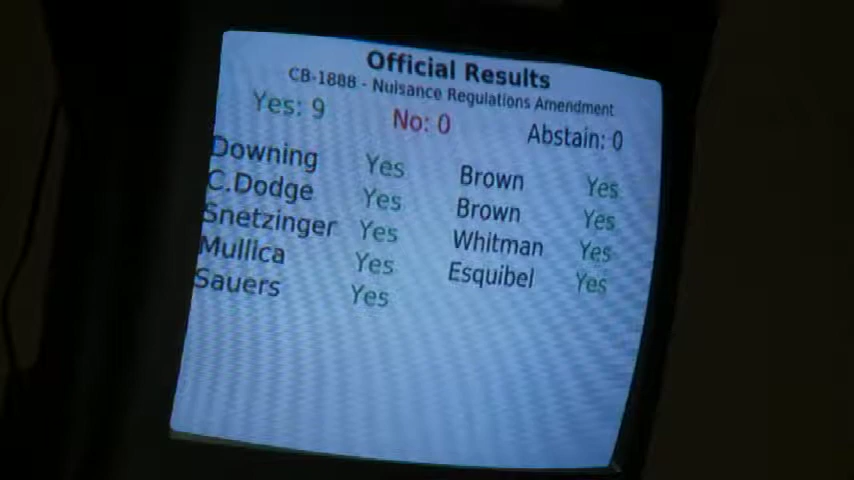 Official Results
CB-1888 - Nuisance Regulations Amendment
Yes: 9 No: 0 Abstain: 0
Downing Yes Brown Yes
C.Dodge Yes Brown Yes
Snetzinger Yes Whitman Yes
Mullica Yes Esquibel Yes
Sauers Yes